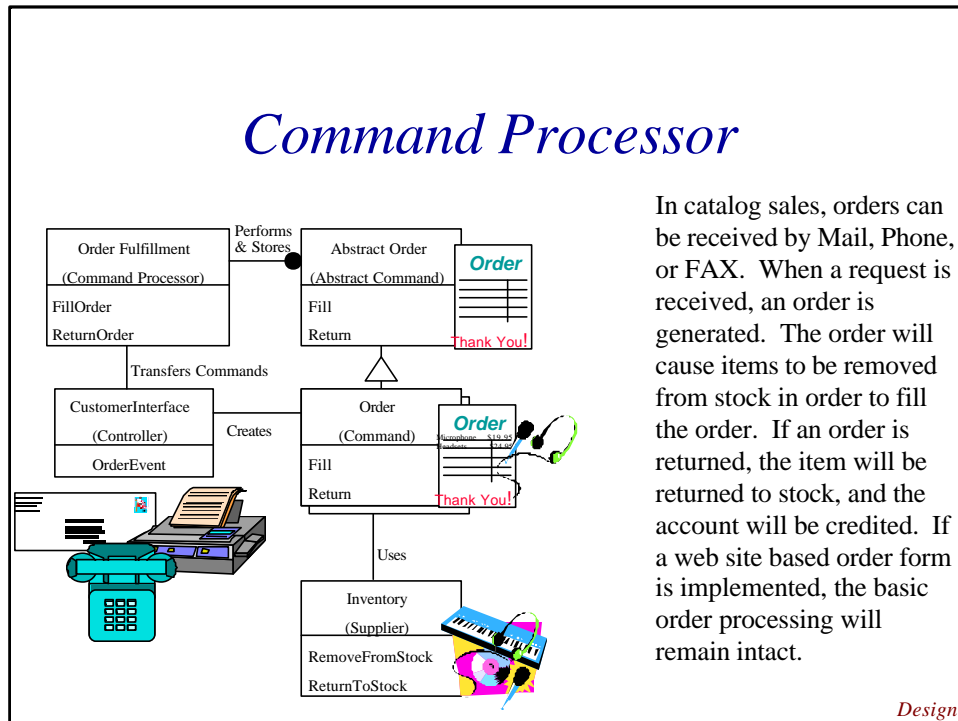 Command Processor
Order Fulfillment
(Command Processor)
FillOrder
ReturnOrder
Performs
& Stores
Abstract Order
(Abstract Command)
Fill
Return
Order
Thank You!
Transfers Commands
CustomerInterface
(Controller)
OrderEvent
Creates
Order
(Command)
Fill
Return
Order
Microphone $19.95
Headsets $24.95
Thank You!
Uses
Inventory
(Supplier)
RemoveFromStock
ReturnToStock
In catalog sales, orders can
be received by Mail, Phone,
or FAX. When a request is
received, an order is
generated. The order will
cause items to be removed
from stock in order to fill
the order. If an order is
returned, the item will be
returned to stock, and the
account will be credited. If
a web site based order form
is implemented, the basic
order processing will
remain intact.
Design